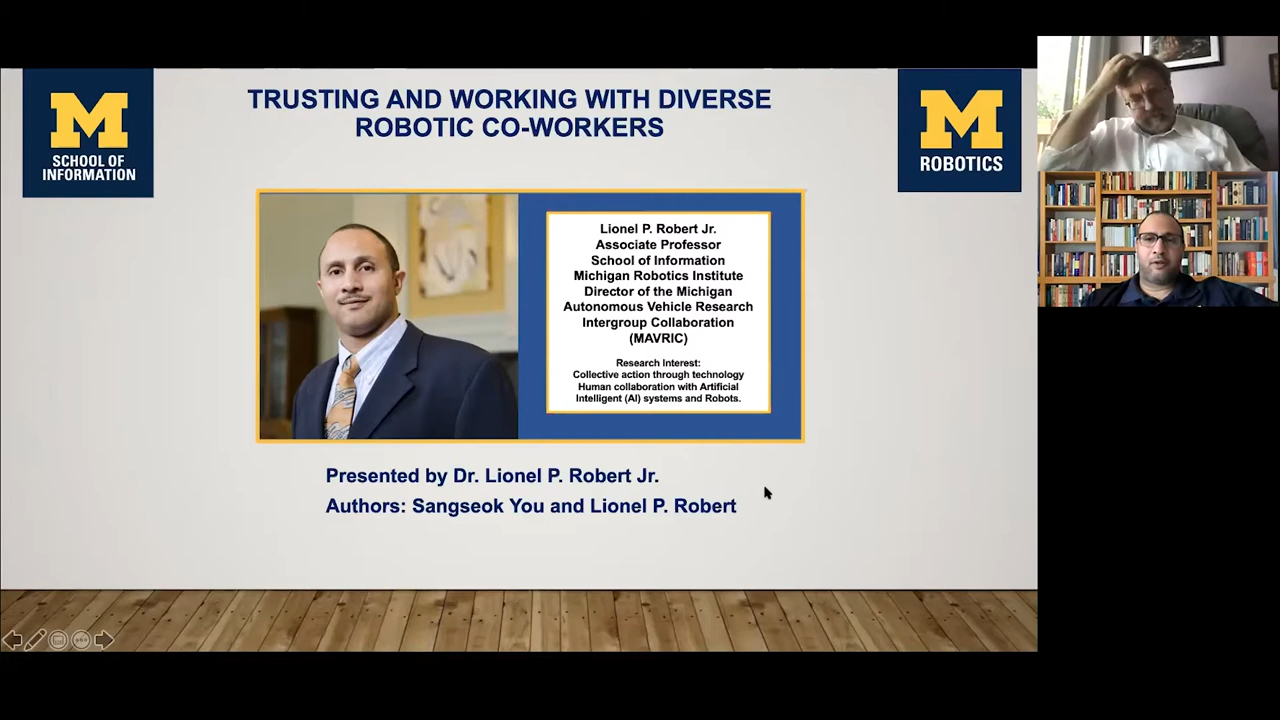 TRUSTING AND WORKING WITH DIVERSE
ROBOTIC CO-WORKERS
M
SCHOOL OF
INFORMATION
M
ROBOTICS
Lionel P. Robert Jr.
Associate Professor
School of Information
Michigan Robotics Institute
Director of the Michigan
Autonomous Vehicle Research
Intergroup Collaboration
(MAVRIC)
Research Interest:
Collective action through technology
Human collaboration with Artificial
Intelligent (AI) systems and Robots.
Presented by Dr. Lionel P. Robert Jr.
Authors: Sangseok You and Lionel P. Robert